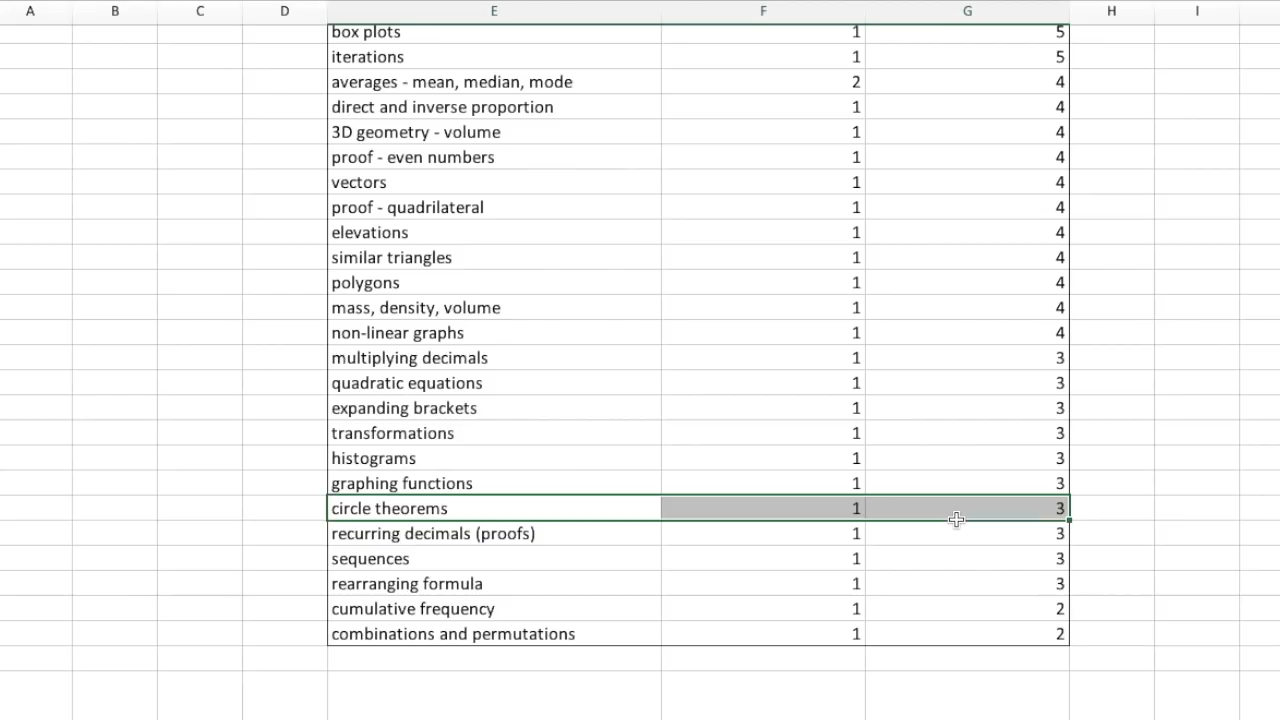 A B C D E F G H I
box plots 1 5
iterations 1 5
averages - mean, median, mode 2 4
direct and inverse proportion 1 4
3D geometry - volume 1 4
proof - even numbers 1 4
vectors 1 4
proof - quadrilateral 1 4
elevations 1 4
similar triangles 1 4
polygons 1 4
mass, density, volume 1 4
non-linear graphs 1 4
multiplying decimals 1 3
quadratic equations 1 3
expanding brackets 1 3
transformations 1 3
histograms 1 3
graphing functions 1 3
circle theorems 1 3
recurring decimals (proofs) 1 3
sequences 1 3
rearranging formula 1 3
cumulative frequency 1 2
combinations and permutations 1 2